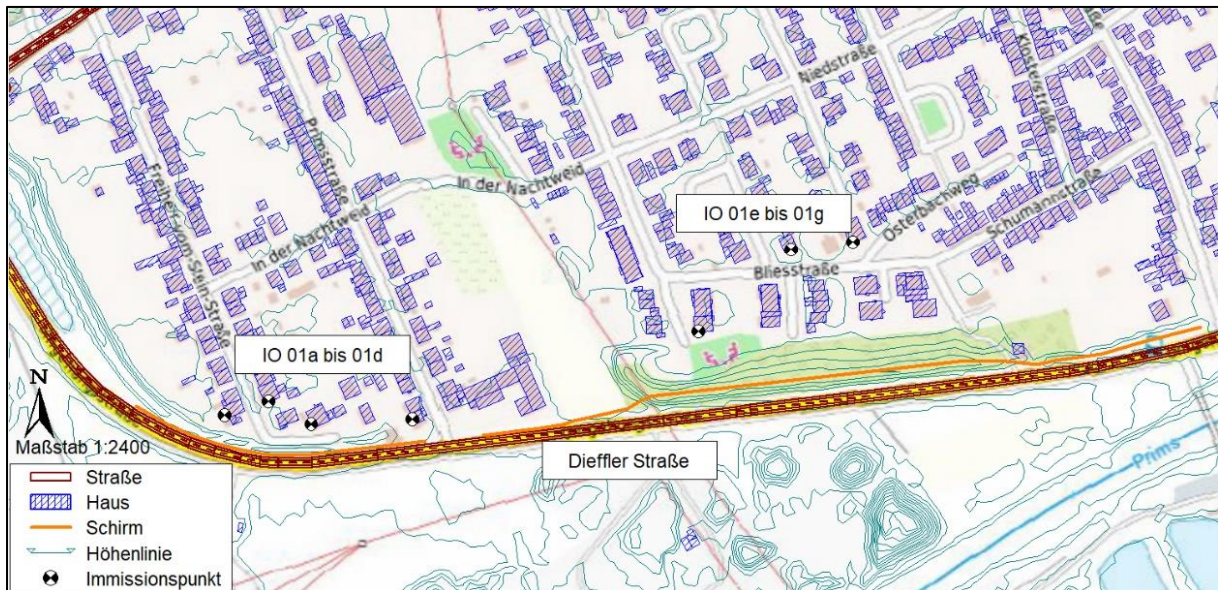 Niedstraße
Klosterstraße
Primsstraße
In der Nachtweid
Freiherr-vom-Stein-Straße
In der Nachtweid
IO 01e bis 01g
Osterbachweg
Schumannstraße
Bliesstraße
IO 01a bis 01d
N
Maßstab 1:2400
Dieffler Straße
Prims
Straße
Haus
Schirm
Höhenlinie
Immissionspunkt